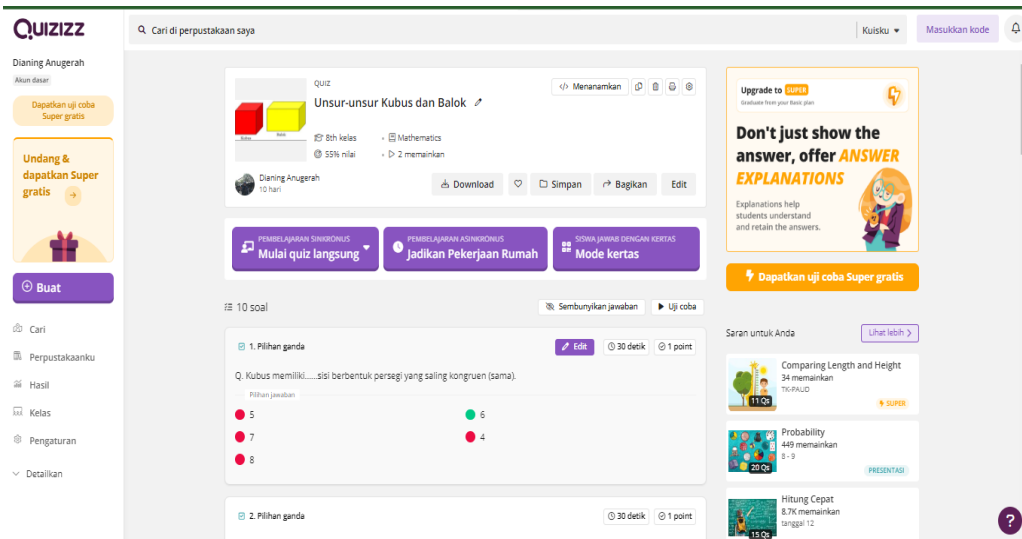 QUIZIZZ
Cari di perpustakaan saya
Kuisku
Masukkan kode
Dianing Anugerah
Akun dasar
Dapatkan uji coba
Super gratis
Undang &
dapatkan Super
gratis
Buat
Cari
Perpustakaanku
Hasil
Kelas
Pengaturan
Detailkan
QUIZ
Unsur-unsur Kubus dan Balok
8th kelas
Mathematics
55% nilai
2 memainkan
</> Menanamkan
Dianing Anugerah
10 hari
Download
Simpan
Bagikan
Edit
PEMBELAJARAN SINKRONUS
Mulai quiz langsung
PEMBELAJARAN ASINKRONUS
Jadikan Pekerjaan Rumah
SISWA JAWAB DENGAN KERTAS
Mode kertas
10 soal
Sembunyikan jawaban
Uji coba
1. Pilihan ganda
Edit
30 detik
1 point
Q. Kubus memiliki......sisi berbentuk persegi yang saling kongruen (sama).
Pilihan jawaban
5
6
7
4
8
2. Pilihan ganda
30 detik
1 point
Upgrade to SUPER
Graduate from your Basic plan
Don't just show the
answer, offer ANSWER
EXPLANATIONS
Explanations help
students understand
and retain the answers.
Dapatkan uji coba Super gratis
Saran untuk Anda
Lihat lebih >
Comparing Length and Height
34 memainkan
TK-PAUD
11 Qs
SUPER
Probability
449 memainkan
8 - 9
20 Qs
PRESENTASI
Hitung Cepat
8.7K memainkan
tanggal 12
15 Qs
?